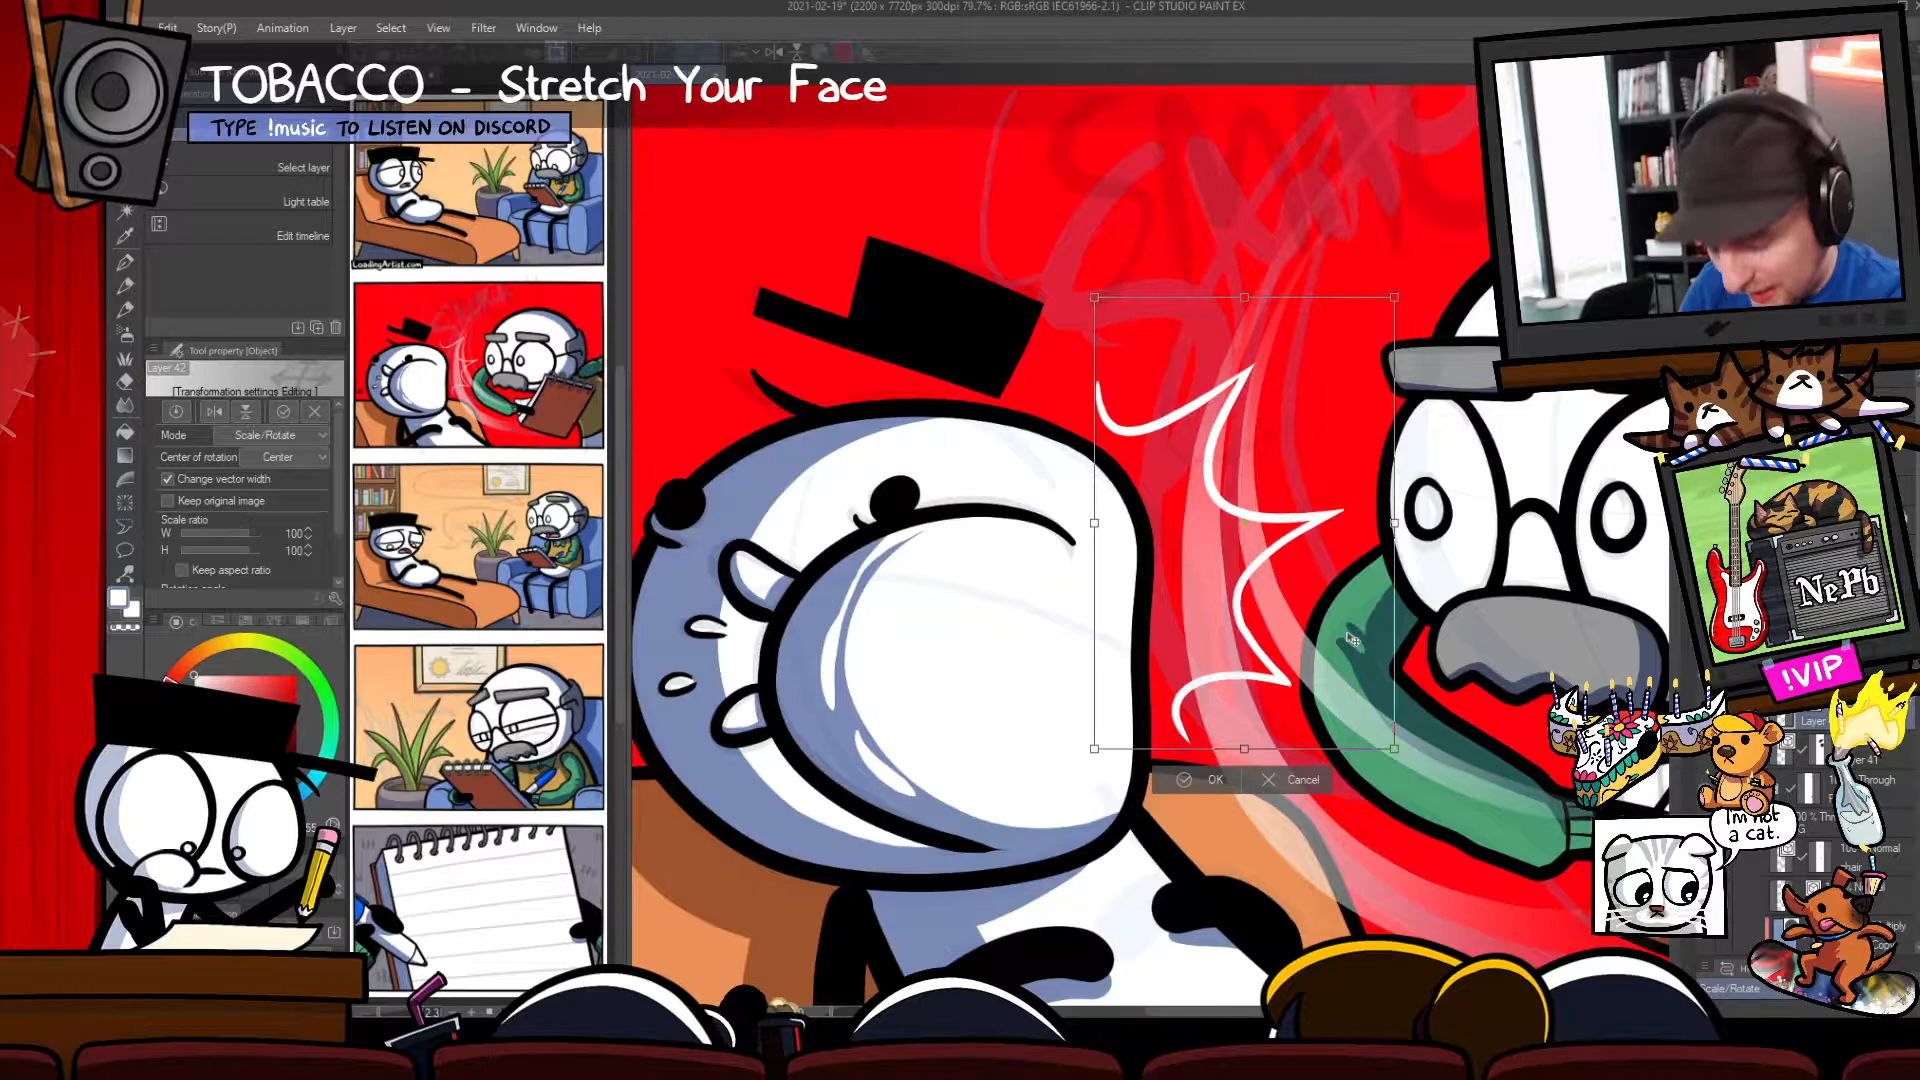 2021-02-19* (2200 x 7720px 300dpi 79.7% : RGB:sRGB IEC61966-2.1) - CLIP STUDIO PAINT EX
Edit Story(P) Animation Layer Select View Filter Window Help
TOBACCO - Stretch Your Face
TYPE !music TO LISTEN ON DISCORD
Select layer
Light table
Edit timeline
LoadingArtist.com
Tool property [Object]
Layer 42
[Transfomation settings Editing ]
Mode Scale/Rotate
Center of rotation Center
Change vector width
Keep original image
Scale ratio
W 100
H 100
Keep aspect ratio
OK Cancel
NePb
!VIP
I'm not
a cat.
Scale/Rotate